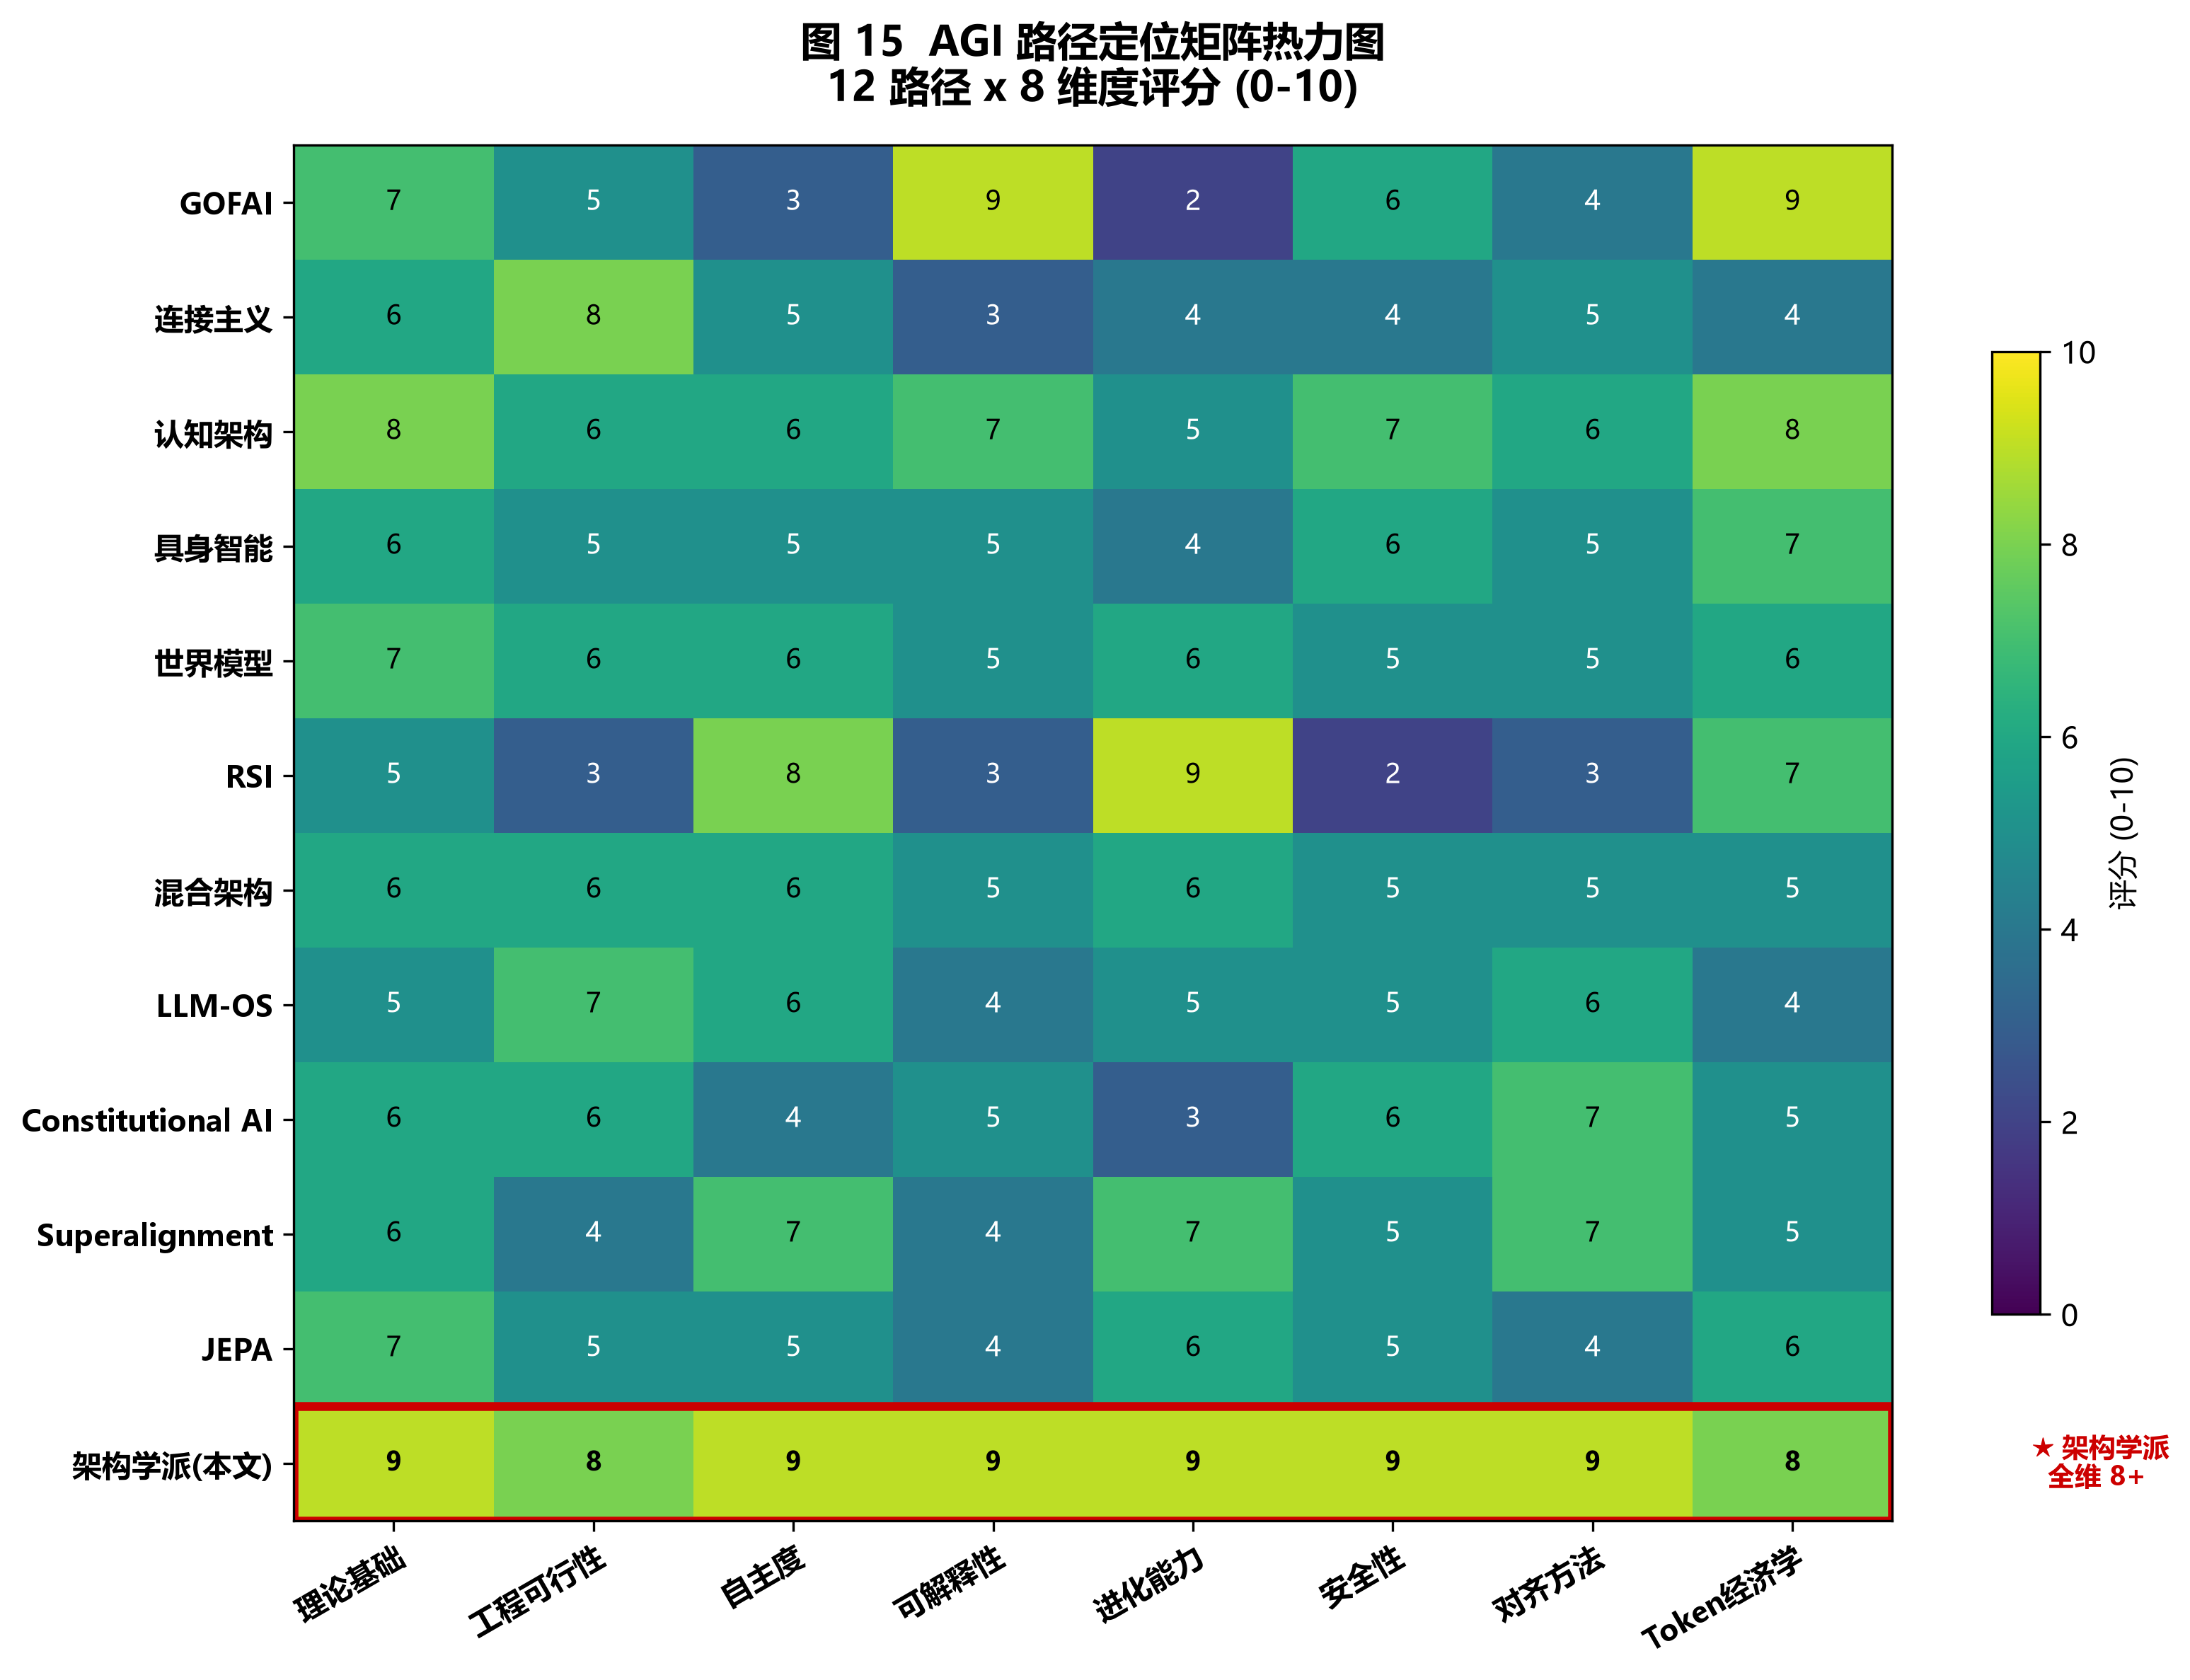 图 15 AGI 路径定位矩阵热力图
12 路径 x 8 维度评分 (0-10)
GOFAI 7 5 3 9 2 6 4 9
连接主义 6 8 5 3 4 4 5 4
认知架构 8 6 6 7 5 7 6 8
具身智能 6 5 5 5 4 6 5 7
世界模型 7 6 6 5 6 5 5 6
RSI 5 3 8 3 9 2 3 7
混合架构 6 6 6 5 6 5 5 5
LLM-OS 5 7 6 4 5 5 6 4
Constitutional AI 6 6 4 5 3 6 7 5
Superalignment 6 4 7 4 7 5 7 5
JEPA 7 5 5 4 6 5 4 6
架构学派(本文) 9 8 9 9 9 9 9 8
理论基础 工程可行性 自主度 可解释性 进化能力 安全性 对齐方法 Token经济学
10
8
6
4
2
0
评分 (0-10)
★ 架构学派
全维 8+